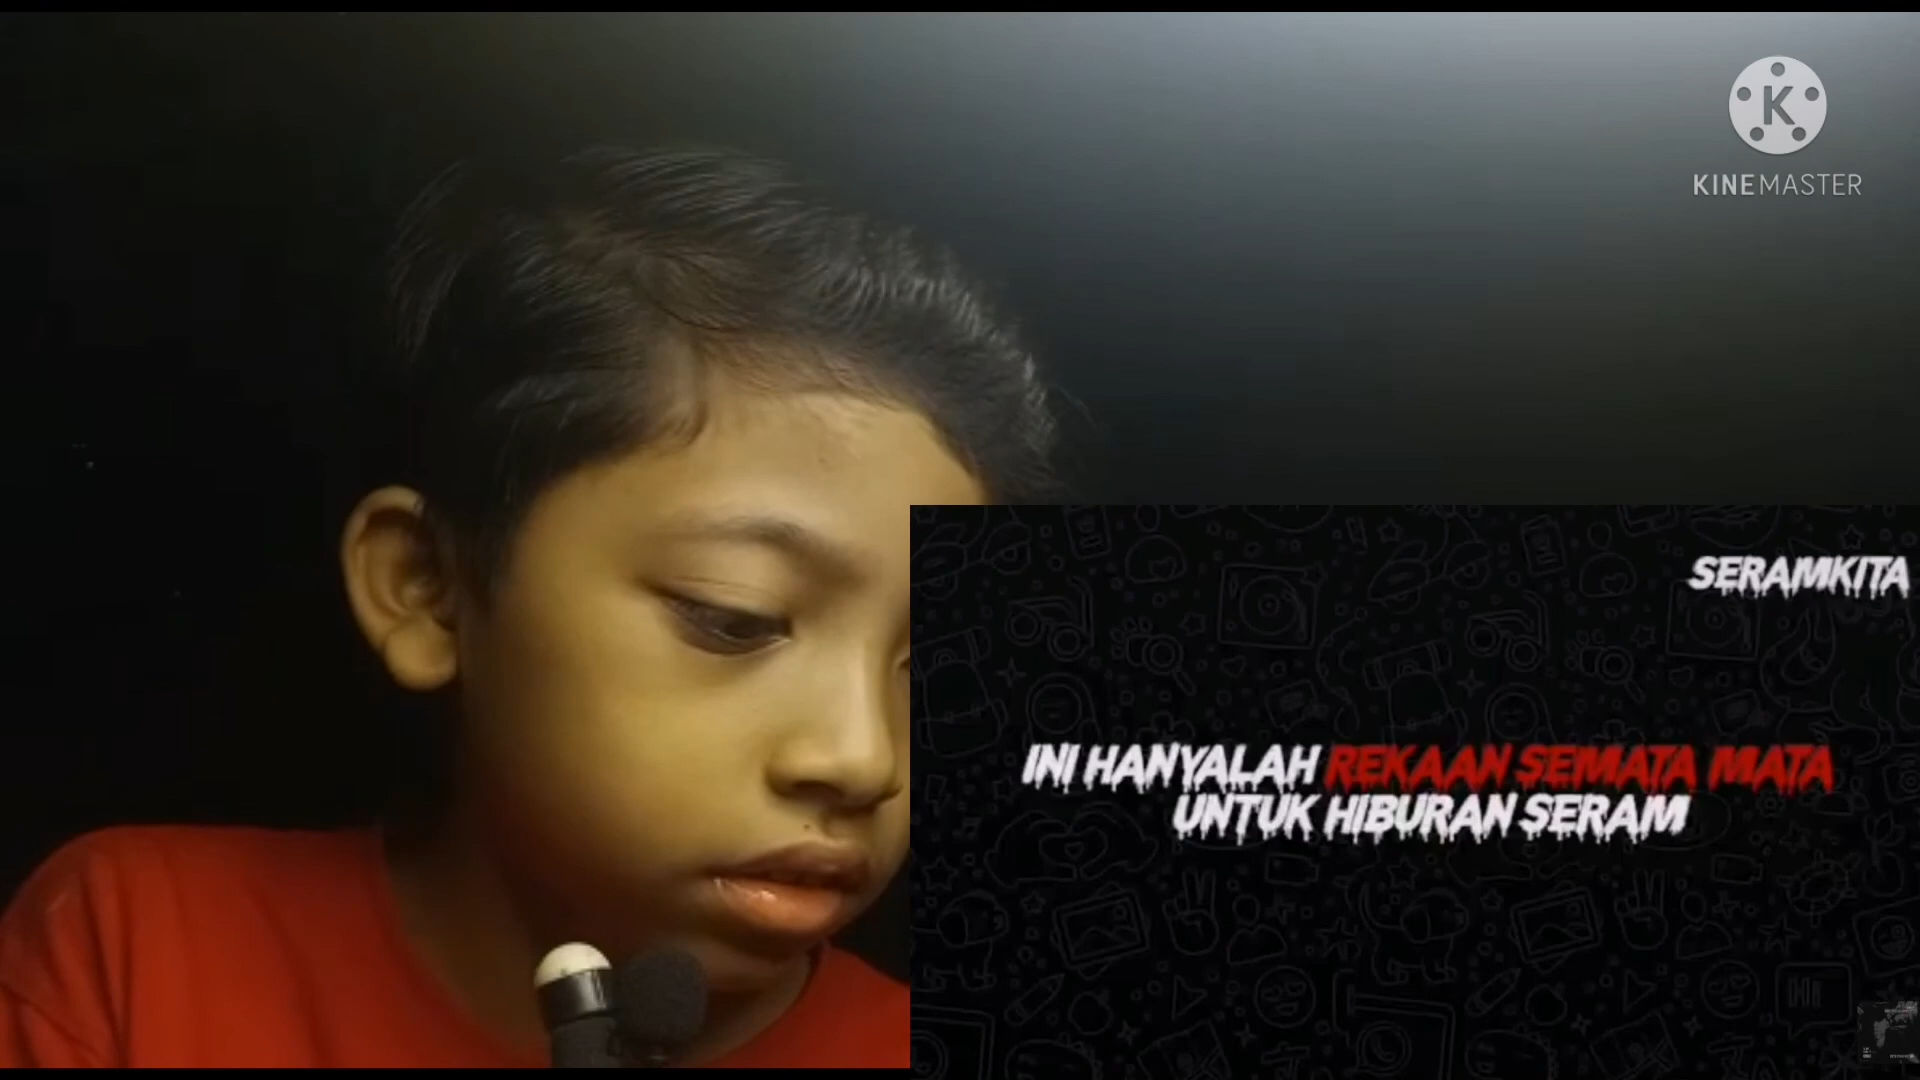 K
KINEMASTER
SERAMKITA
INI HANYALAH REKAAN SEMATA MATA
UNTUK HIBURAN SERAM